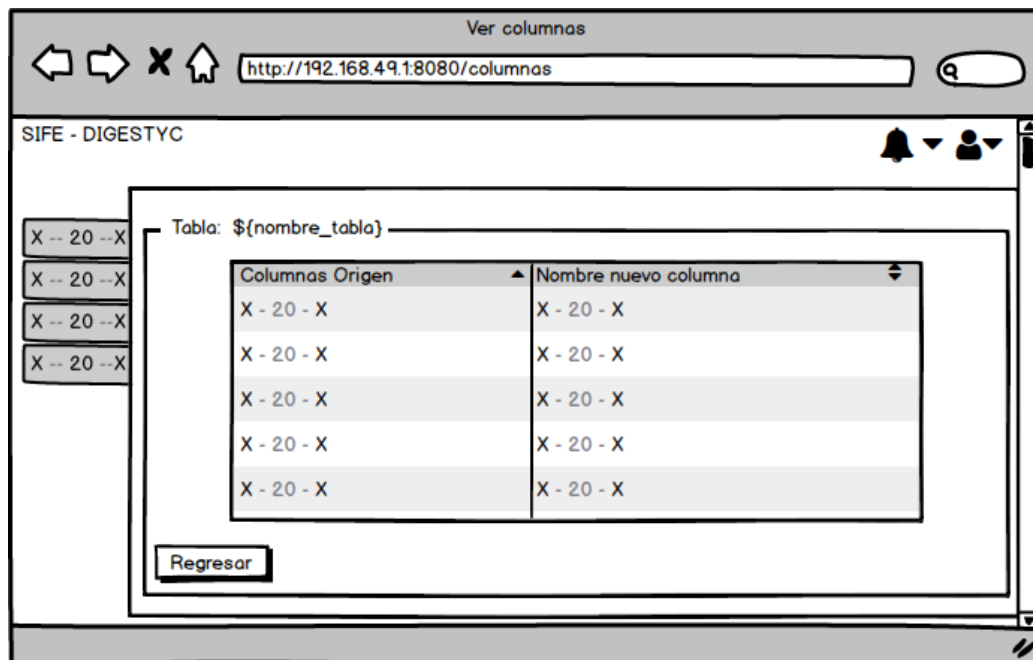 Ver columnas
http://192.168.49.1:8080/columnas
SIFE - DIGESTYC
X -- 20 --X
X -- 20 --X
X -- 20 --X
X -- 20 --X
Tabla: ${nombre_tabla}
Columnas Origen Nombre nuevo columna
X - 20 - X X - 20 - X
X - 20 - X X - 20 - X
X - 20 - X X - 20 - X
X - 20 - X X - 20 - X
X - 20 - X X - 20 - X
Regresar